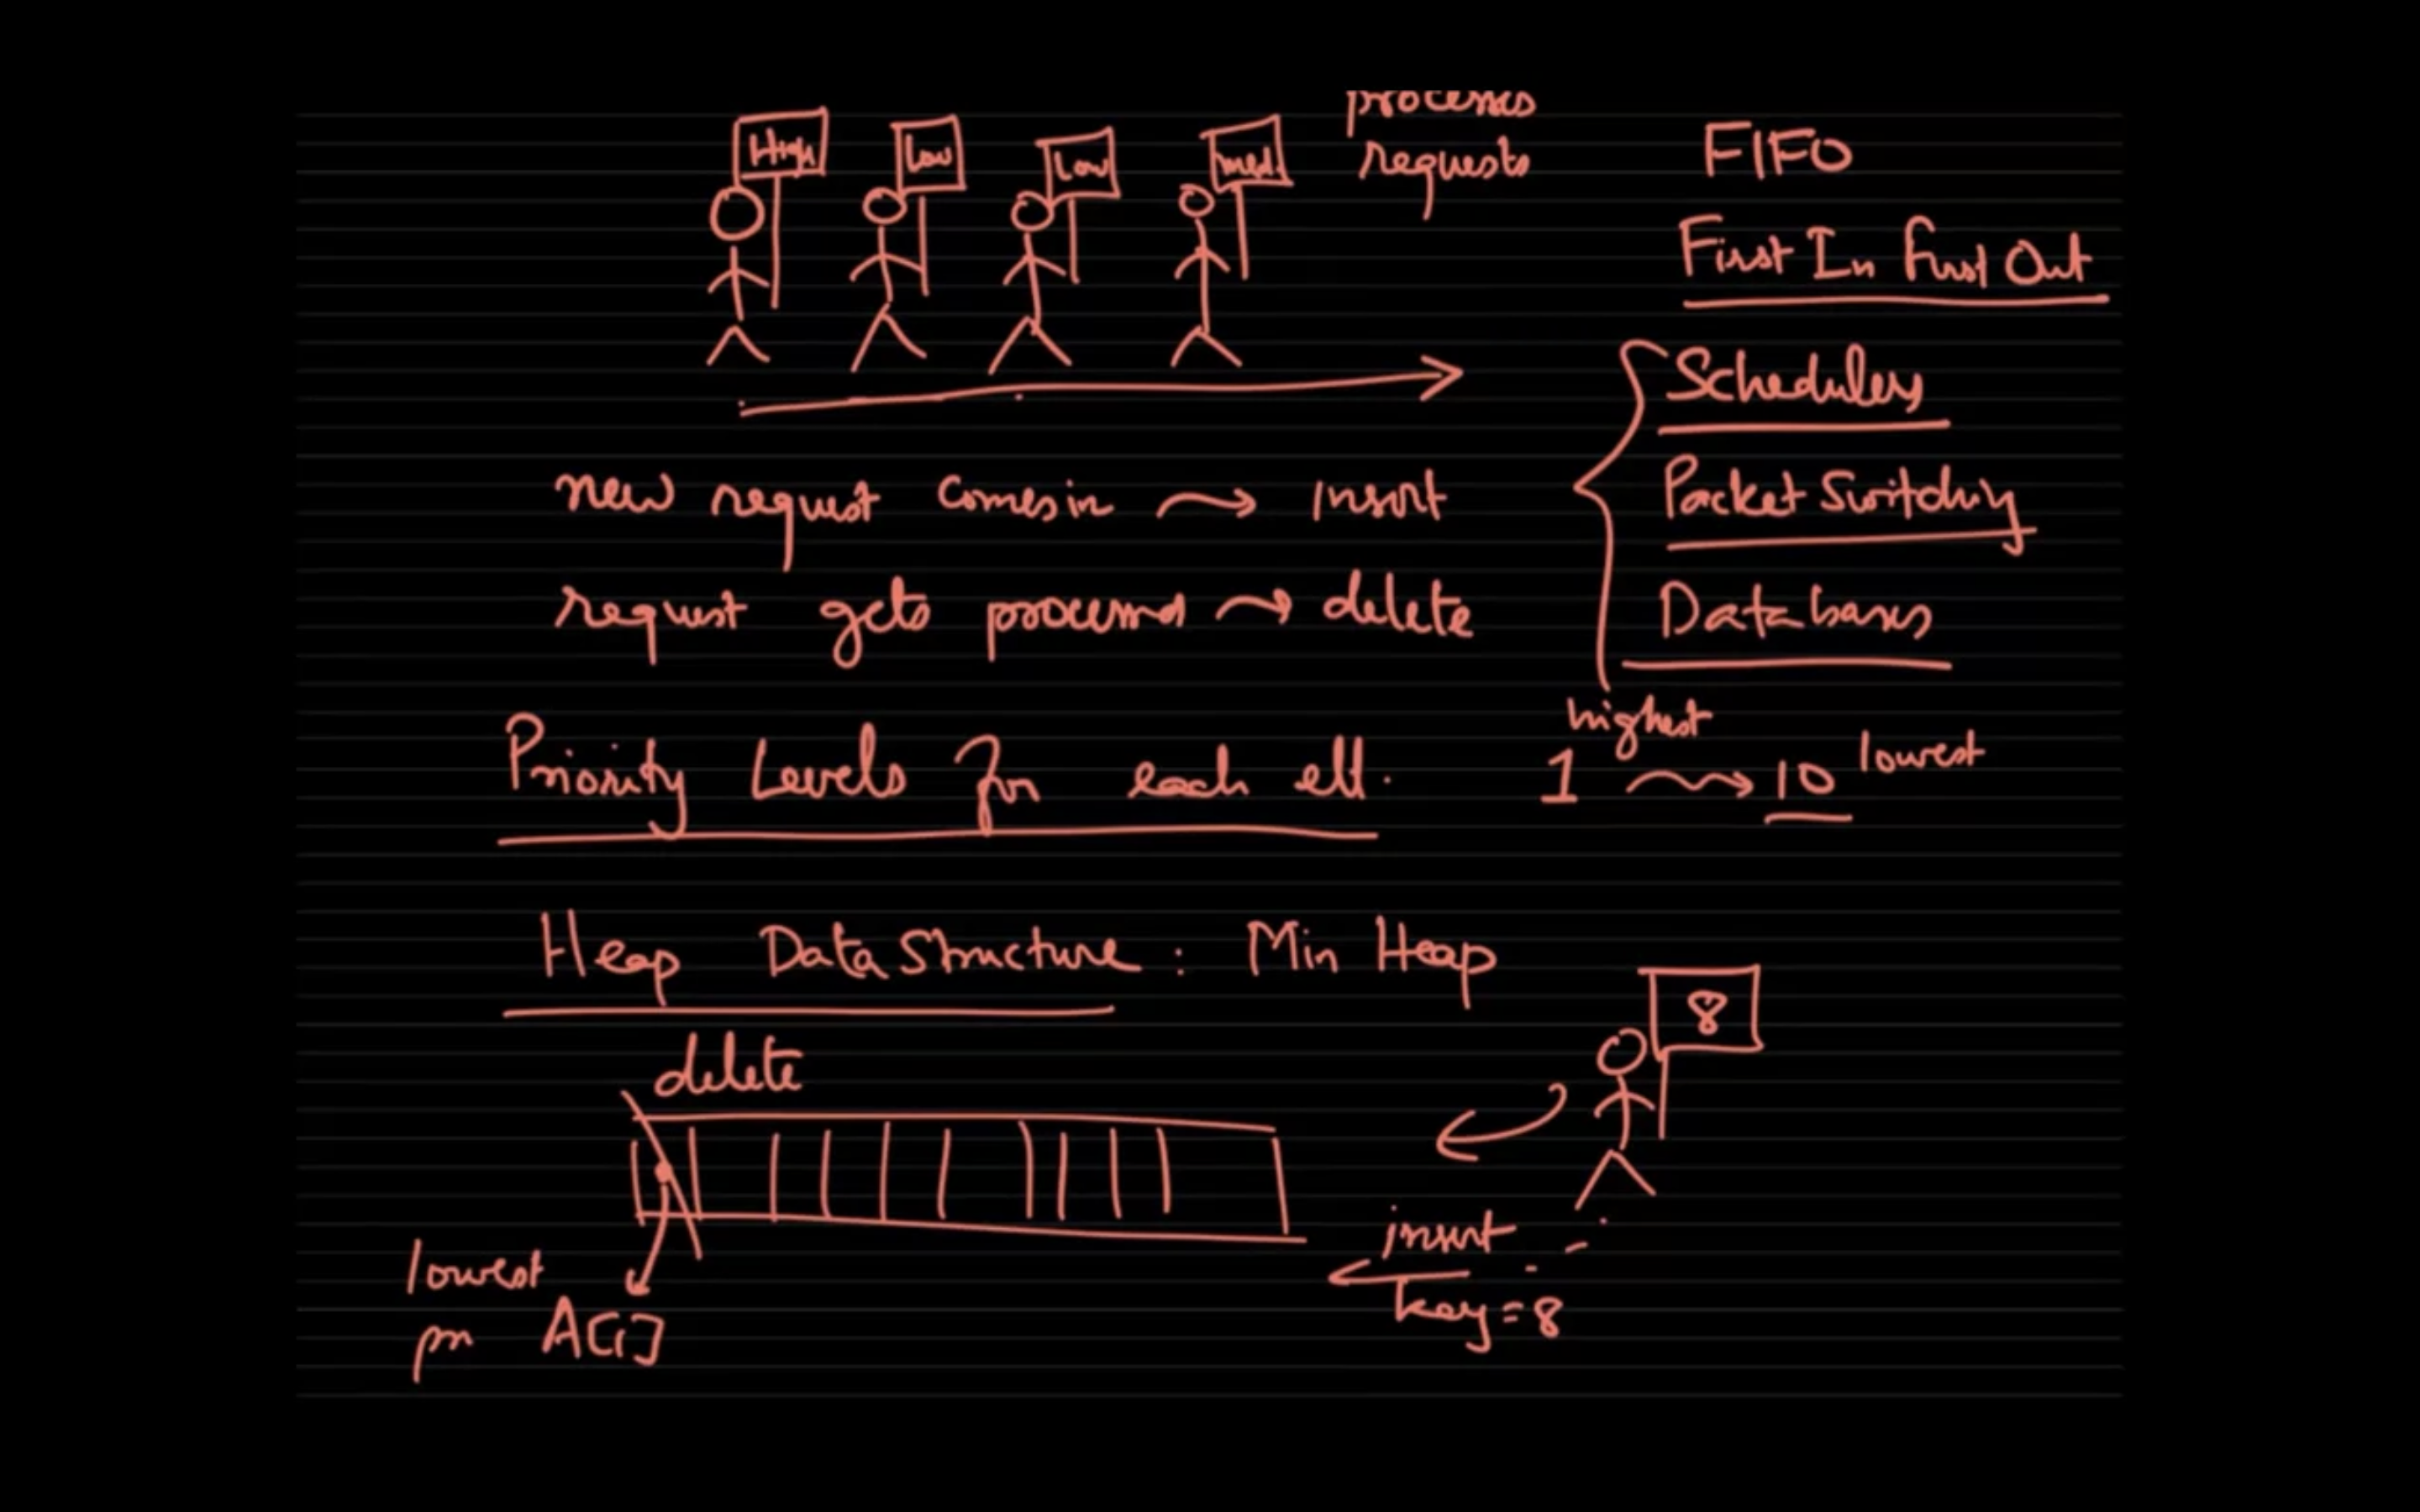 High
Low
Low
med.
processes
requests
FIFO
First In First Out
Schedulers
Packet Switching
Databases
new request comes in → insert
request gets processed → delete
Priority Levels for each elt.
highest
1 → 10 lowest
Heap Data Structure : Min Heap
8
delete
insert
key = 8
lowest
A[1]